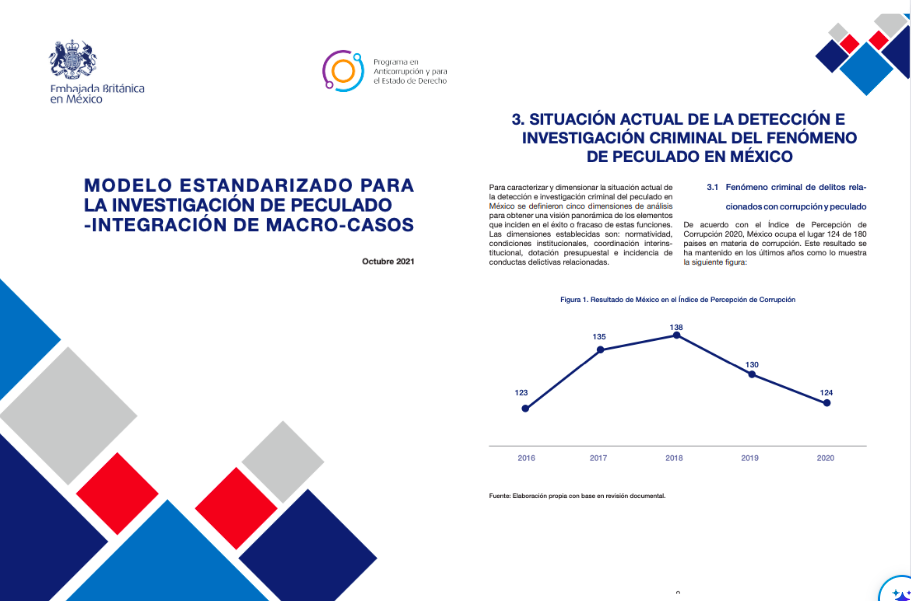 Embajada Británica
en México
Programa en
Anticorrupción y para
el Estado de Derecho
MODELO ESTANDARIZADO PARA
LA INVESTIGACIÓN DE PECULADO
-INTEGRACIÓN DE MACRO-CASOS
Octubre 2021
3. SITUACIÓN ACTUAL DE LA DETECCIÓN E
INVESTIGACIÓN CRIMINAL DEL FENÓMENO
DE PECULADO EN MÉXICO
Para caracterizar y dimensionar la situación actual de
la detección e investigación criminal del peculado en
México se definieron cinco dimensiones de análisis
para obtener una visión panorámica de los elementos
que inciden en el éxito o fracaso de estas funciones.
Las dimensiones establecidas son: normatividad,
condiciones institucionales, coordinación interins-
titucional, dotación presupuestal e incidencia de
conductas delictivas relacionadas.
3.1 Fenómeno criminal de delitos rela-
cionados con corrupción y peculado
De acuerdo con el Índice de Percepción de
Corrupción 2020, México ocupa el lugar 124 de 180
países en materia de corrupción. Este resultado se
ha mantenido en los últimos años como lo muestra
la siguiente figura:
Figura 1. Resultado de México en el Índice de Percepción de Corrupción
123
135
138
130
124
2016
2017
2018
2019
2020
Fuente: Elaboración propia con base en revisión documental.